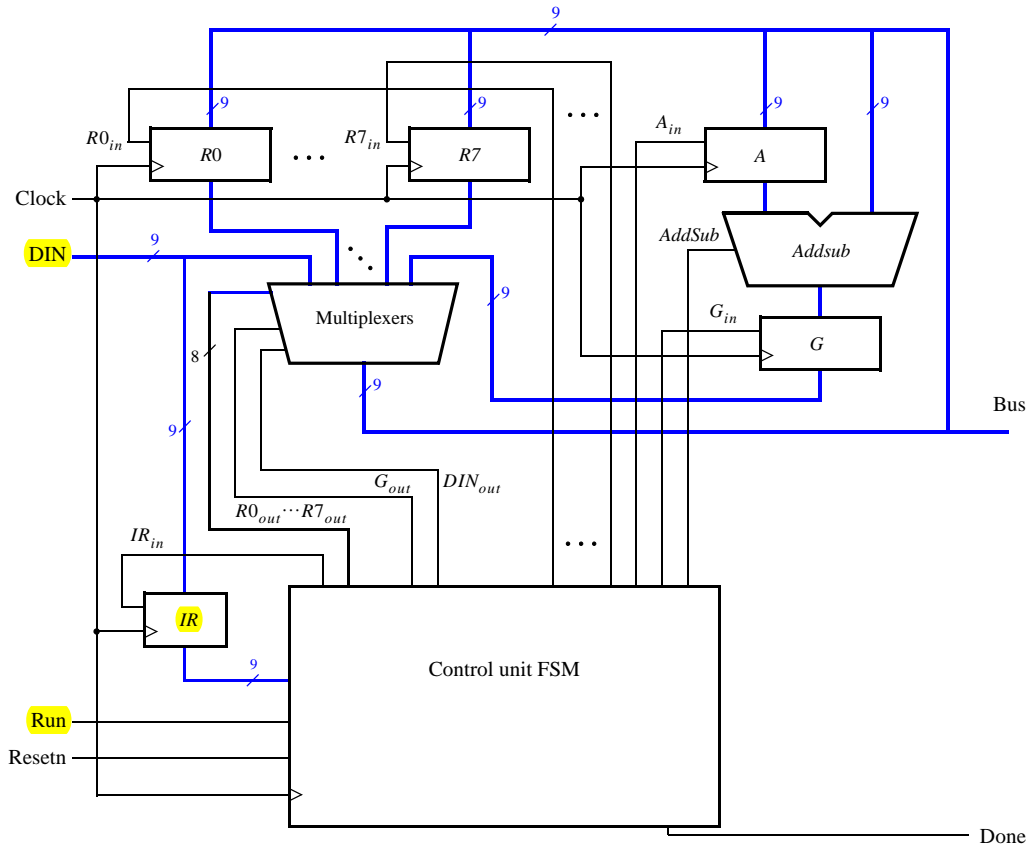 9
9
9
9
9
R0in
R0
...
R7in
R7
...
Ain
A
Clock
DIN
9
AddSub
Addsub
Multiplexers
9
8
Gin
G
9
9
Bus
Gout
DINout
R0out...R7out
IRin
...
IR
9
Control unit FSM
Run
Resetn
Done